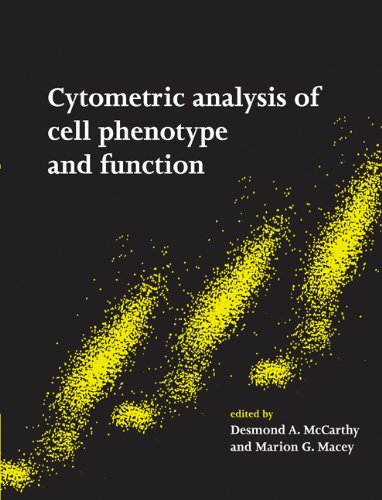 Cytometric analysis of
cell phenotype
and function
edited by
Desmond A. McCarthy
and Marion G. Macey